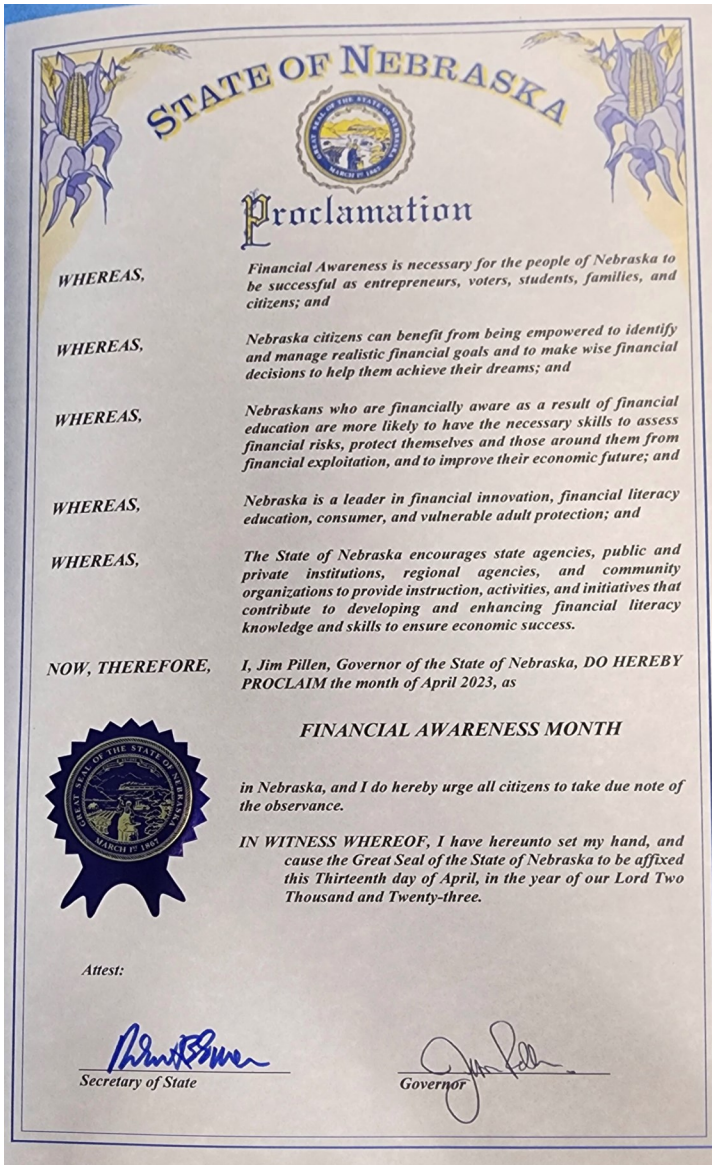 STATE OF NEBRASKA
GREAT SEAL OF THE STATE OF NEBRASKA
MARCH 1ST 1867
Proclamation
WHEREAS,
Financial Awareness is necessary for the people of Nebraska to
be successful as entrepreneurs, voters, students, families, and
citizens; and
WHEREAS,
Nebraska citizens can benefit from being empowered to identify
and manage realistic financial goals and to make wise financial
decisions to help them achieve their dreams; and
WHEREAS,
Nebraskans who are financially aware as a result of financial
education are more likely to have the necessary skills to assess
financial risks, protect themselves and those around them from
financial exploitation, and to improve their economic future; and
WHEREAS,
Nebraska is a leader in financial innovation, financial literacy
education, consumer, and vulnerable adult protection; and
WHEREAS,
The State of Nebraska encourages state agencies, public and
private institutions, regional agencies, and community
organizations to provide instruction, activities, and initiatives that
contribute to developing and enhancing financial literacy
knowledge and skills to ensure economic success.
NOW, THEREFORE,
I, Jim Pillen, Governor of the State of Nebraska, DO HEREBY
PROCLAIM the month of April 2023, as
FINANCIAL AWARENESS MONTH
in Nebraska, and I do hereby urge all citizens to take due note of
the observance.
GREAT SEAL OF THE STATE OF NEBRASKA
MARCH 1ST 1867
IN WITNESS WHEREOF, I have hereunto set my hand, and
cause the Great Seal of the State of Nebraska to be affixed
this Thirteenth day of April, in the year of our Lord Two
Thousand and Twenty-three.
Attest:
Secretary of State
Governor